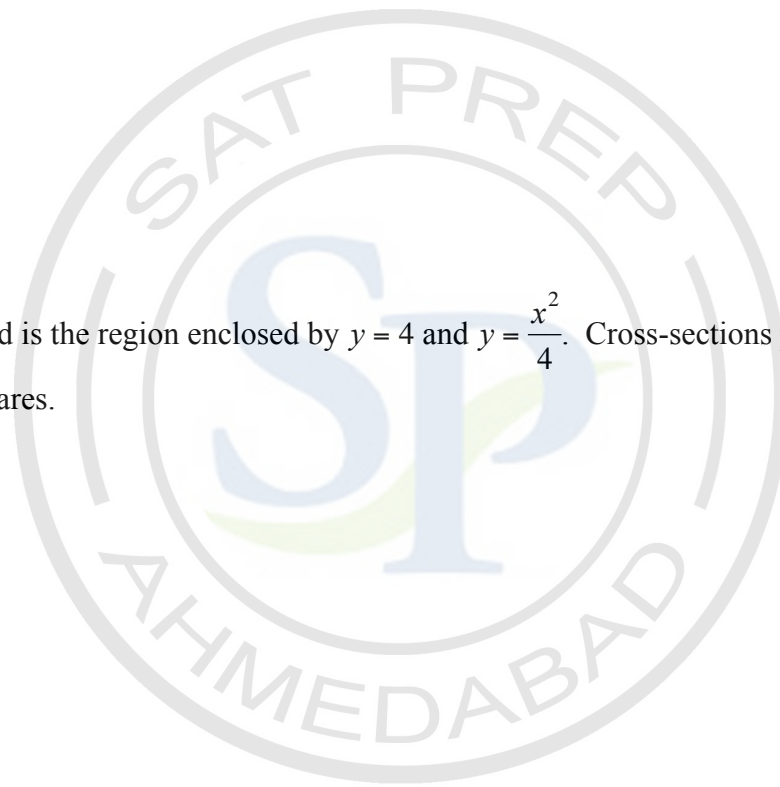 SAT PREP
d is the region enclosed by y = 4 and y = x²/4. Cross-sections
ares.
SP
AHMEDABAD